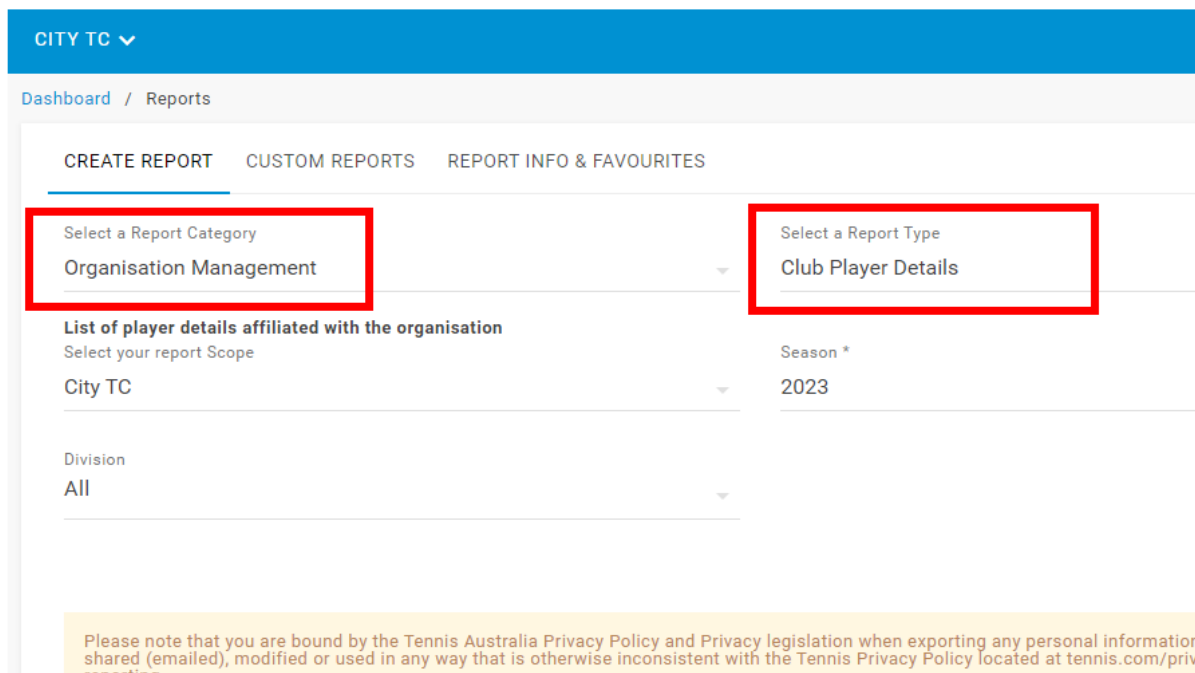 CITY TC
Dashboard / Reports
CREATE REPORT CUSTOM REPORTS REPORT INFO & FAVOURITES
Select a Report Category Select a Report Type
Organisation Management Club Player Details
List of player details affiliated with the organisation
Select your report Scope Season *
City TC 2023
Division
All
Please note that you are bound by the Tennis Australia Privacy Policy and Privacy legislation when exporting any personal information
shared (emailed), modified or used in any way that is otherwise inconsistent with the Tennis Privacy Policy located at tennis.com/priv